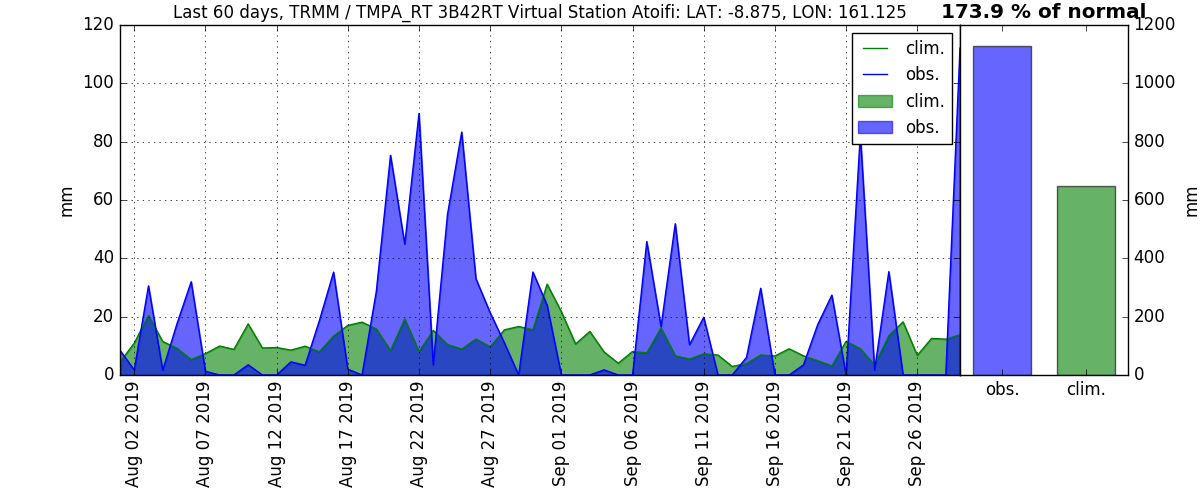 Last 60 days, TRMM / TMPA_RT 3B42RT Virtual Station Atoifi: LAT: -8.875, LON: 161.125
173.9 % of normal
120
100
80
60
40
20
0
mm
clim.
obs.
clim.
obs.
1200
1000
800
600
400
200
0
mm
Aug 02 2019
Aug 07 2019
Aug 12 2019
Aug 17 2019
Aug 22 2019
Aug 27 2019
Sep 01 2019
Sep 06 2019
Sep 11 2019
Sep 16 2019
Sep 21 2019
Sep 26 2019
obs.
clim.